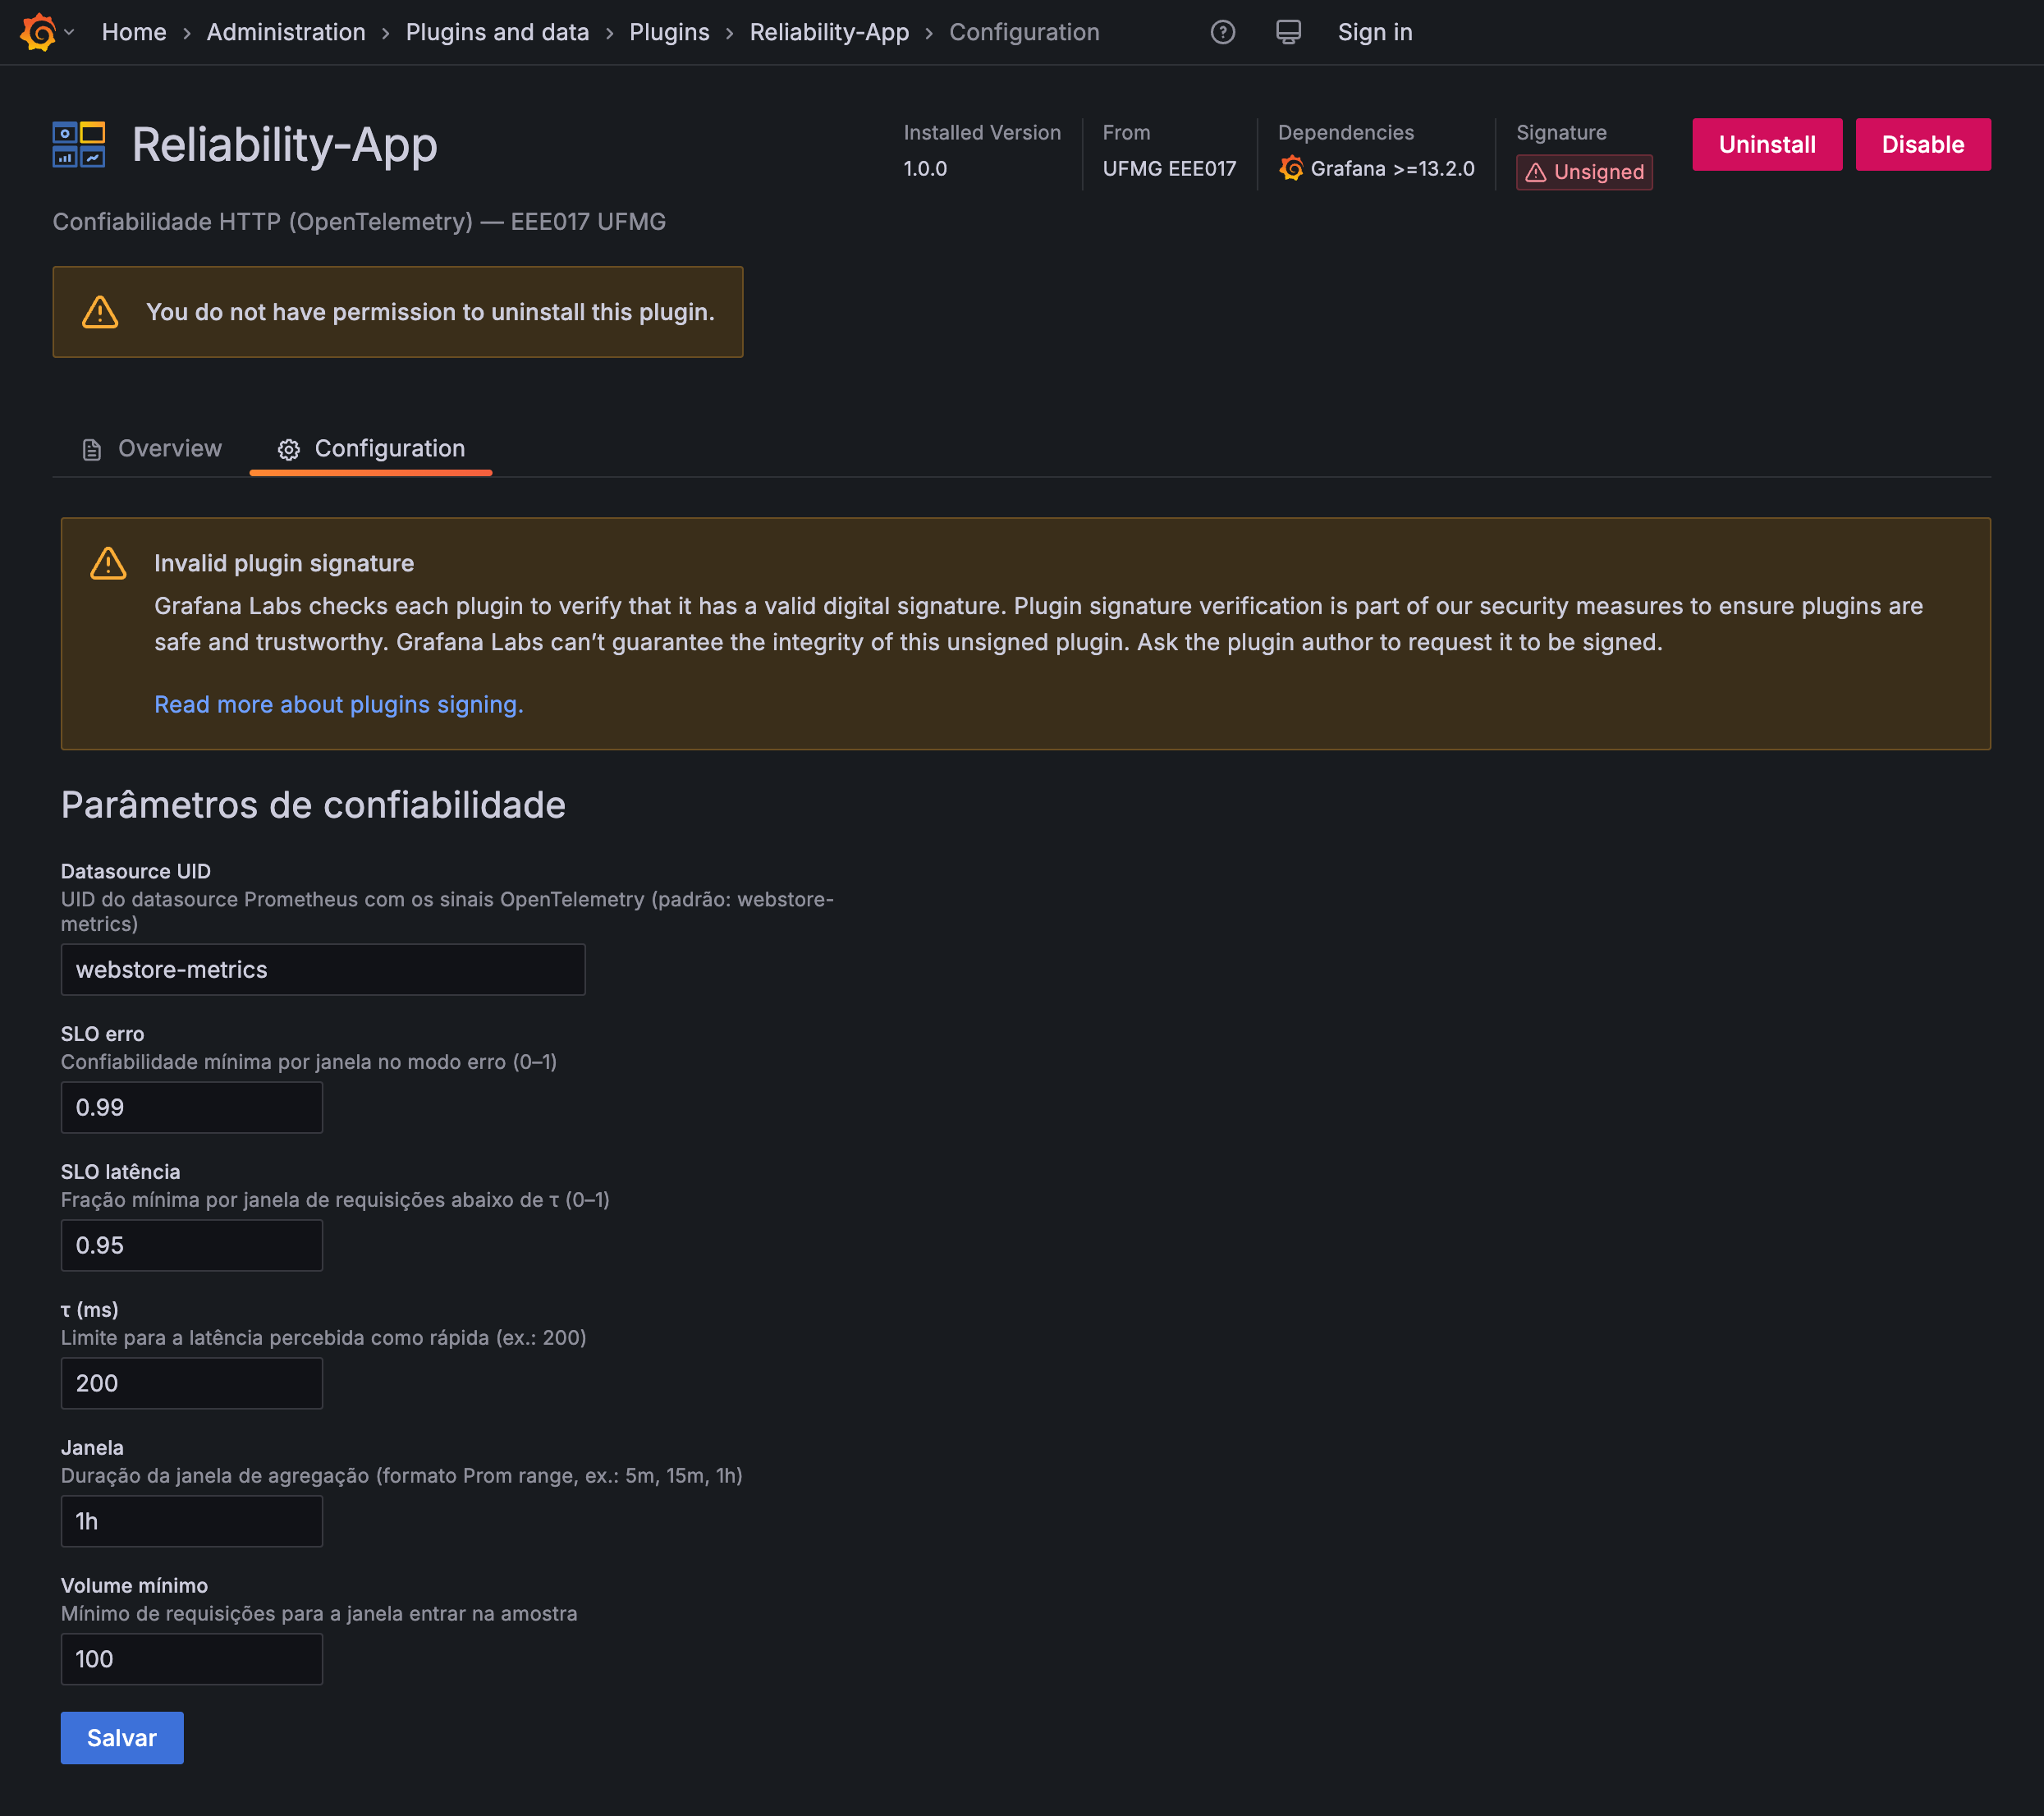 Home › Administration › Plugins and data › Plugins › Reliability-App › Configuration
Sign in
Reliability-App
Installed Version
1.0.0
From
UFMG EEE017
Dependencies
Grafana >=13.2.0
Signature
Unsigned
Uninstall
Disable
Confiabilidade HTTP (OpenTelemetry) — EEE017 UFMG
You do not have permission to uninstall this plugin.
Overview
Configuration
Invalid plugin signature
Grafana Labs checks each plugin to verify that it has a valid digital signature. Plugin signature verification is part of our security measures to ensure plugins are
safe and trustworthy. Grafana Labs can’t guarantee the integrity of this unsigned plugin. Ask the plugin author to request it to be signed.
Read more about plugins signing.
Parâmetros de confiabilidade
Datasource UID
UID do datasource Prometheus com os sinais OpenTelemetry (padrão: webstore-
metrics)
webstore-metrics
SLO erro
Confiabilidade mínima por janela no modo erro (0–1)
0.99
SLO latência
Fração mínima por janela de requisições abaixo de τ (0–1)
0.95
τ (ms)
Limite para a latência percebida como rápida (ex.: 200)
200
Janela
Duração da janela de agregação (formato Prom range, ex.: 5m, 15m, 1h)
1h
Volume mínimo
Mínimo de requisições para a janela entrar na amostra
100
Salvar